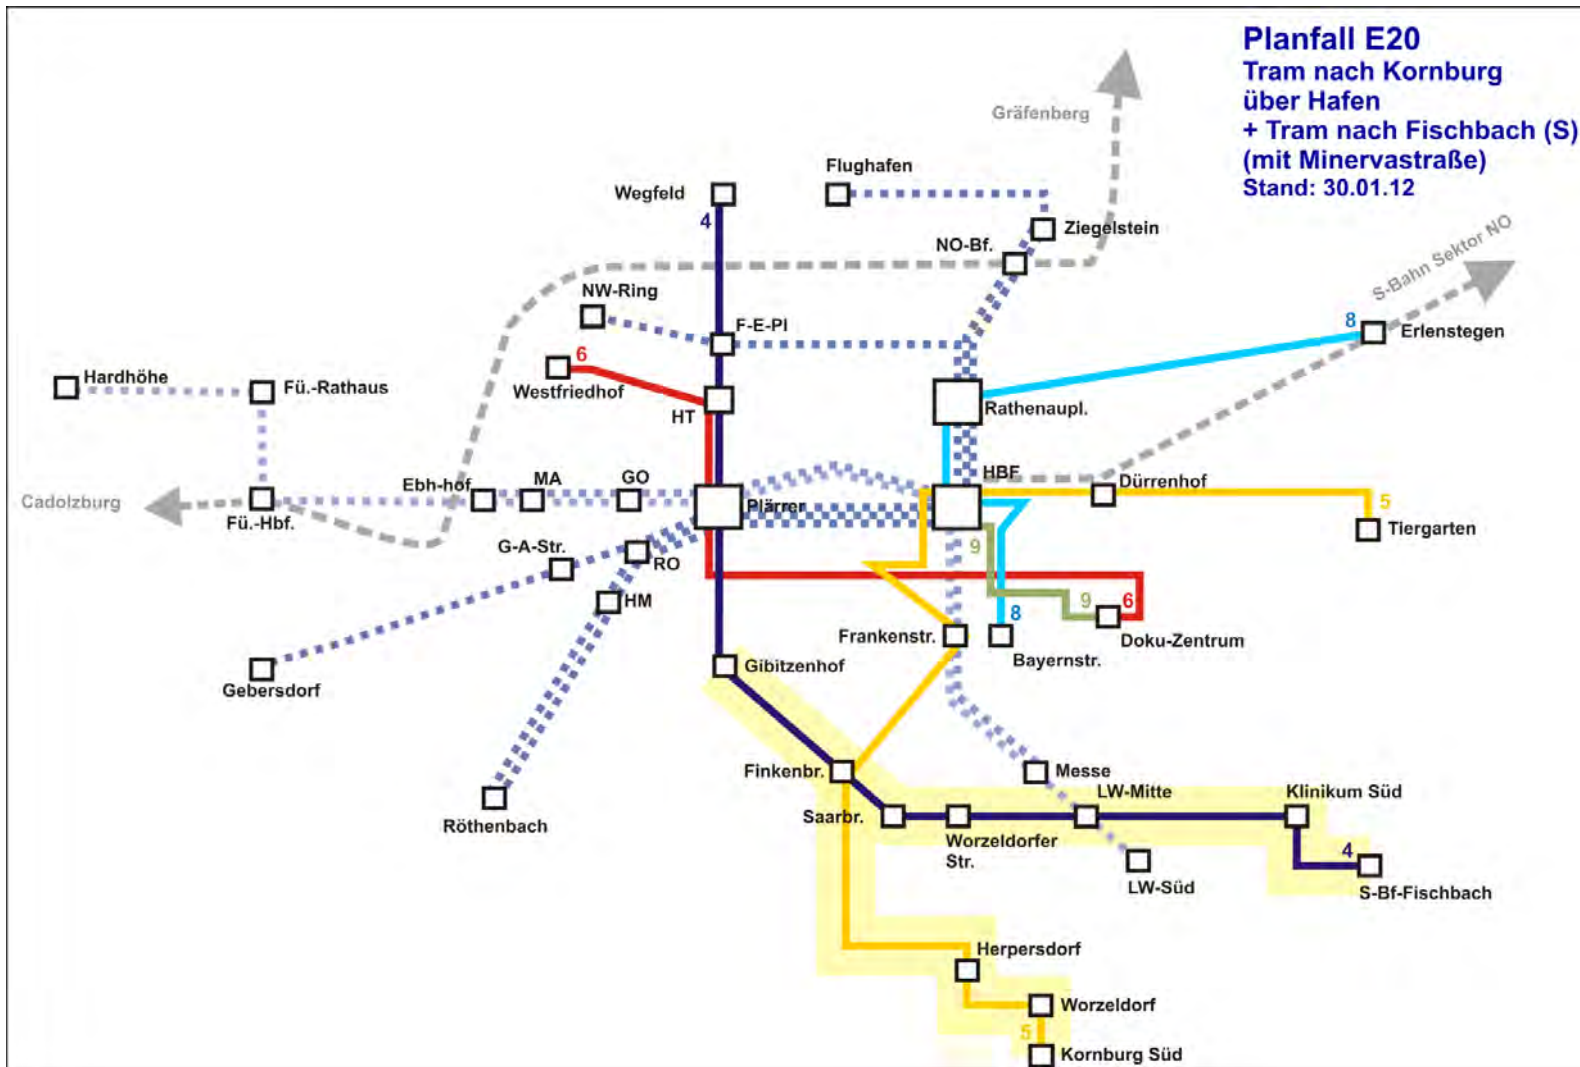 Planfall E20
Tram nach Kornburg
über Hafen
+ Tram nach Fischbach (S)
(mit Minervastraße)
Stand: 30.01.12
Gräfenberg
Flughafen
Wegfeld
4
Ziegelstein
NO-Bf.
S-Bahn Sektor NO
NW-Ring
F-E-Pl
8
Erlenstegen
6
Westfriedhof
Hardhöhe
Fü.-Rathaus
HT
Rathenaupl.
HBF
Ebh-hof
MA
GO
Dürrenhof
Cadolzburg
Fü.-Hbf.
Plärrer
5
Tiergarten
G-A-Str.
RO
9
HM
9
6
8
Frankenstr.
Bayernstr.
Doku-Zentrum
Gibitzenhof
Gebersdorf
Finkenbr.
Messe
LW-Mitte
Klinikum Süd
Röthenbach
Saarbr.
Worzeldorfer
Str.
4
LW-Süd
S-Bf-Fischbach
Herpersdorf
Worzeldorf
5
Kornburg Süd